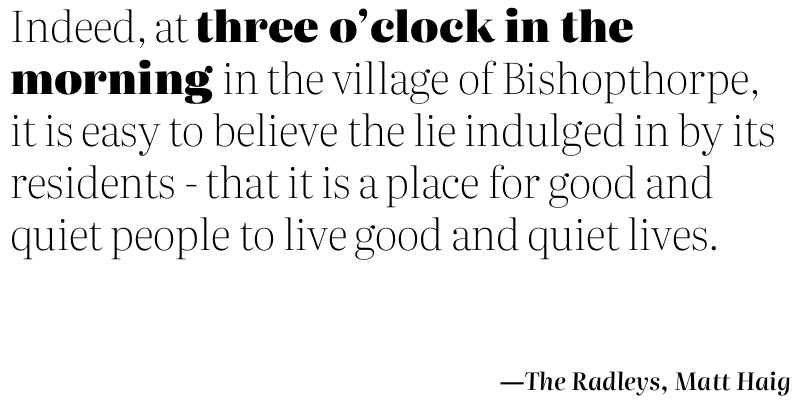 Indeed, at three o’clock in the
morning in the village of Bishopthorpe,
it is easy to believe the lie indulged in by its
residents - that it is a place for good and
quiet people to live good and quiet lives.
—The Radleys, Matt Haig